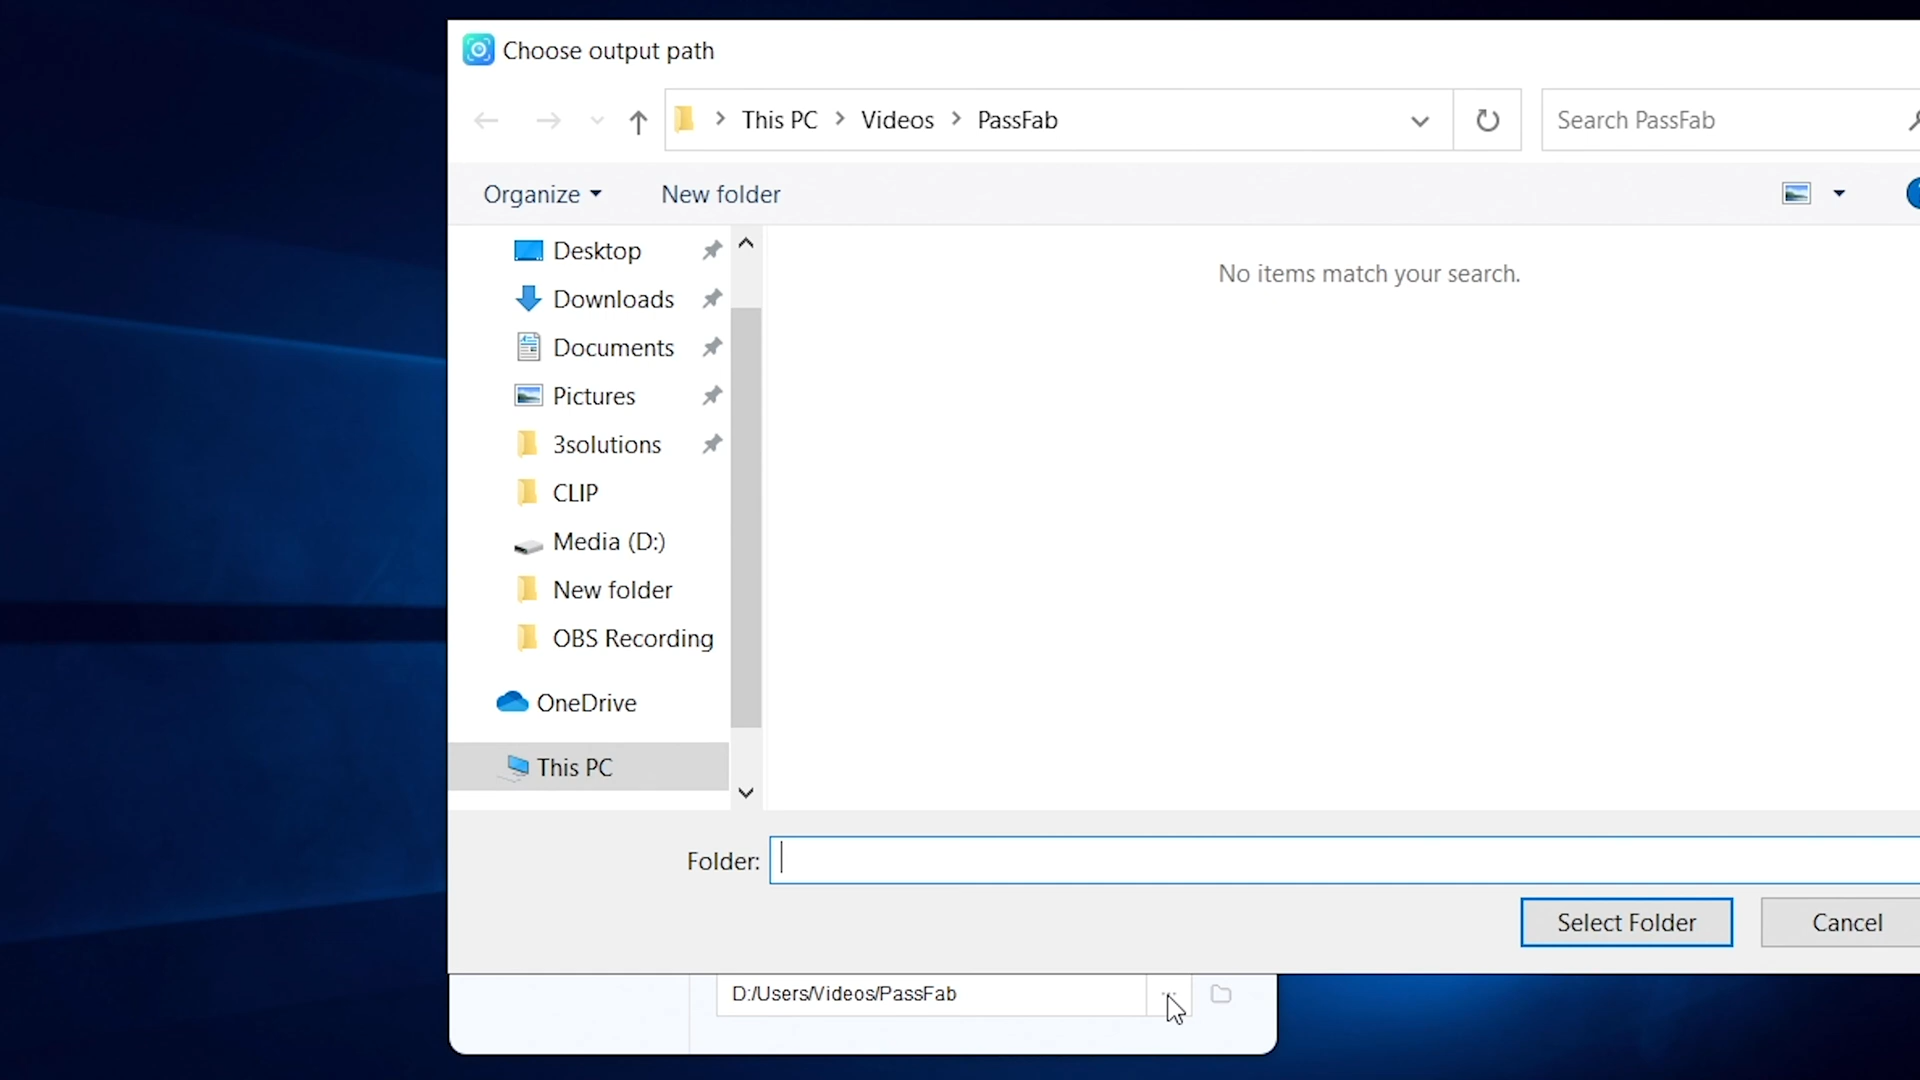 Choose output path
This PC > Videos > PassFab
Search PassFab
Organize
New folder
Desktop
Downloads
Documents
Pictures
3solutions
CLIP
Media (D:)
New folder
OBS Recording
OneDrive
This PC
No items match your search.
Folder:
Select Folder
Cancel
D:/Users/Videos/PassFab
...